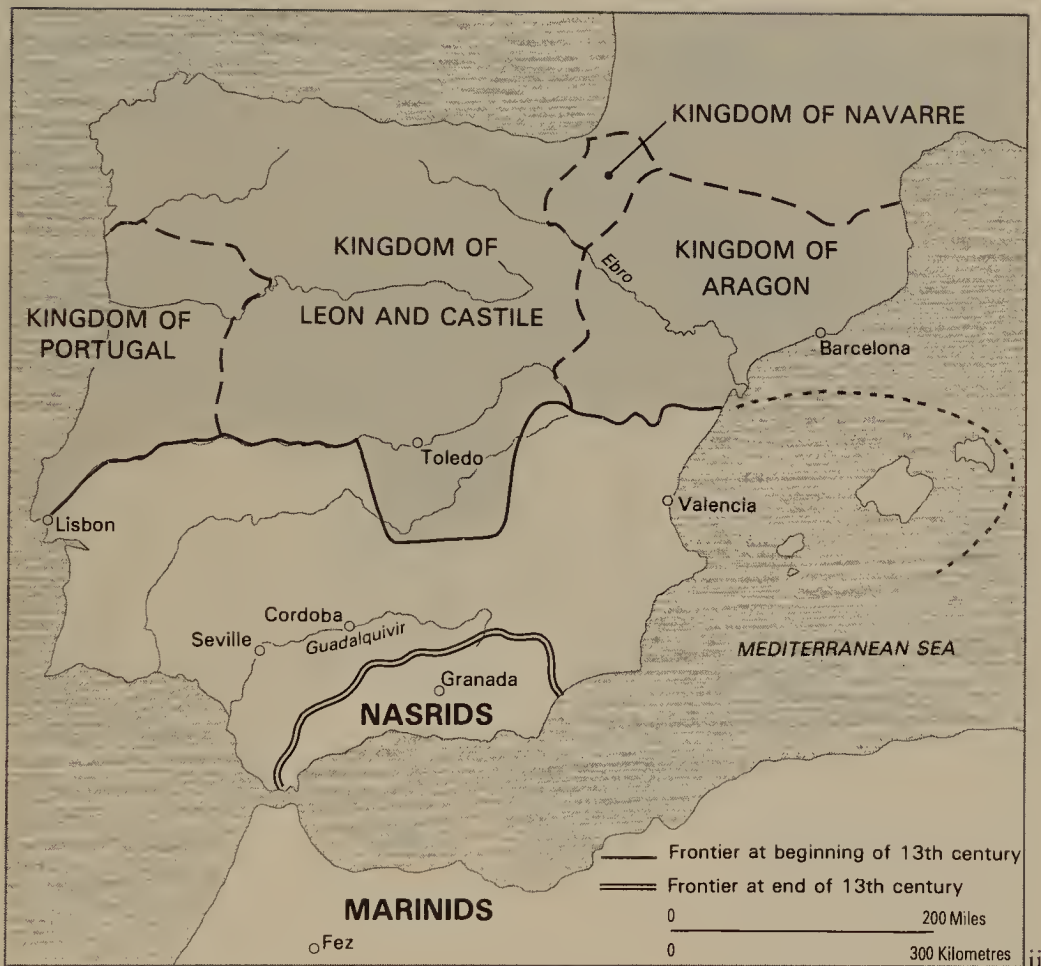 KINGDOM OF NAVARRE
KINGDOM OF
LEON AND CASTILE
KINGDOM OF
ARAGON
Ebro
KINGDOM OF
PORTUGAL
Barcelona
Toledo
Valencia
Lisbon
Cordoba
Seville
Guadalquivir
Granada
NASRIDS
MEDITERRANEAN SEA
Frontier at beginning of 13th century
Frontier at end of 13th century
MARINIDS
Fez
0 200 Miles
0 300 Kilometres